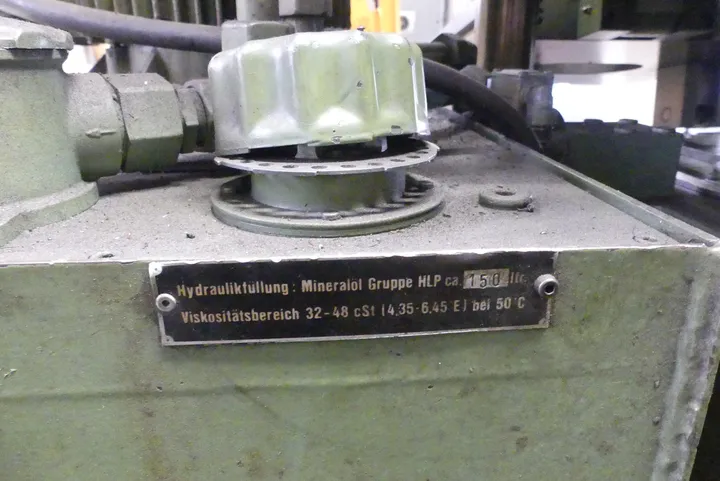 Hydraulikfüllung: Mineralöl Gruppe HLP ca. 150 ltr.
Viskositätsbereich 32-48 cSt (4,35-6,45 E) bei 50°C